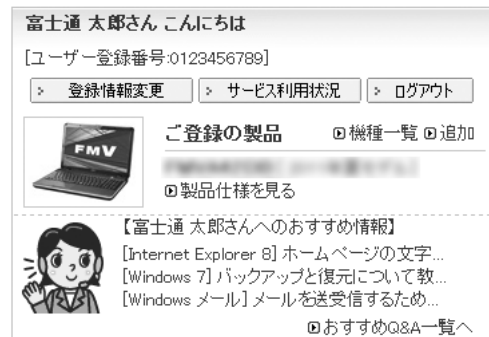 富士通 太郎さん こんにちは
[ユーザー登録番号:0123456789]
登録情報変更 サービス利用状況 ログアウト
ご登録の製品 機種一覧 追加
FMV
製品仕様を見る
【富士通 太郎さんへのおすすめ情報】
[Internet Explorer 8] ホームページの文字...
[Windows 7] バックアップと復元について教...
[Windows メール] メールを送受信するため...
おすすめQ&A一覧へ